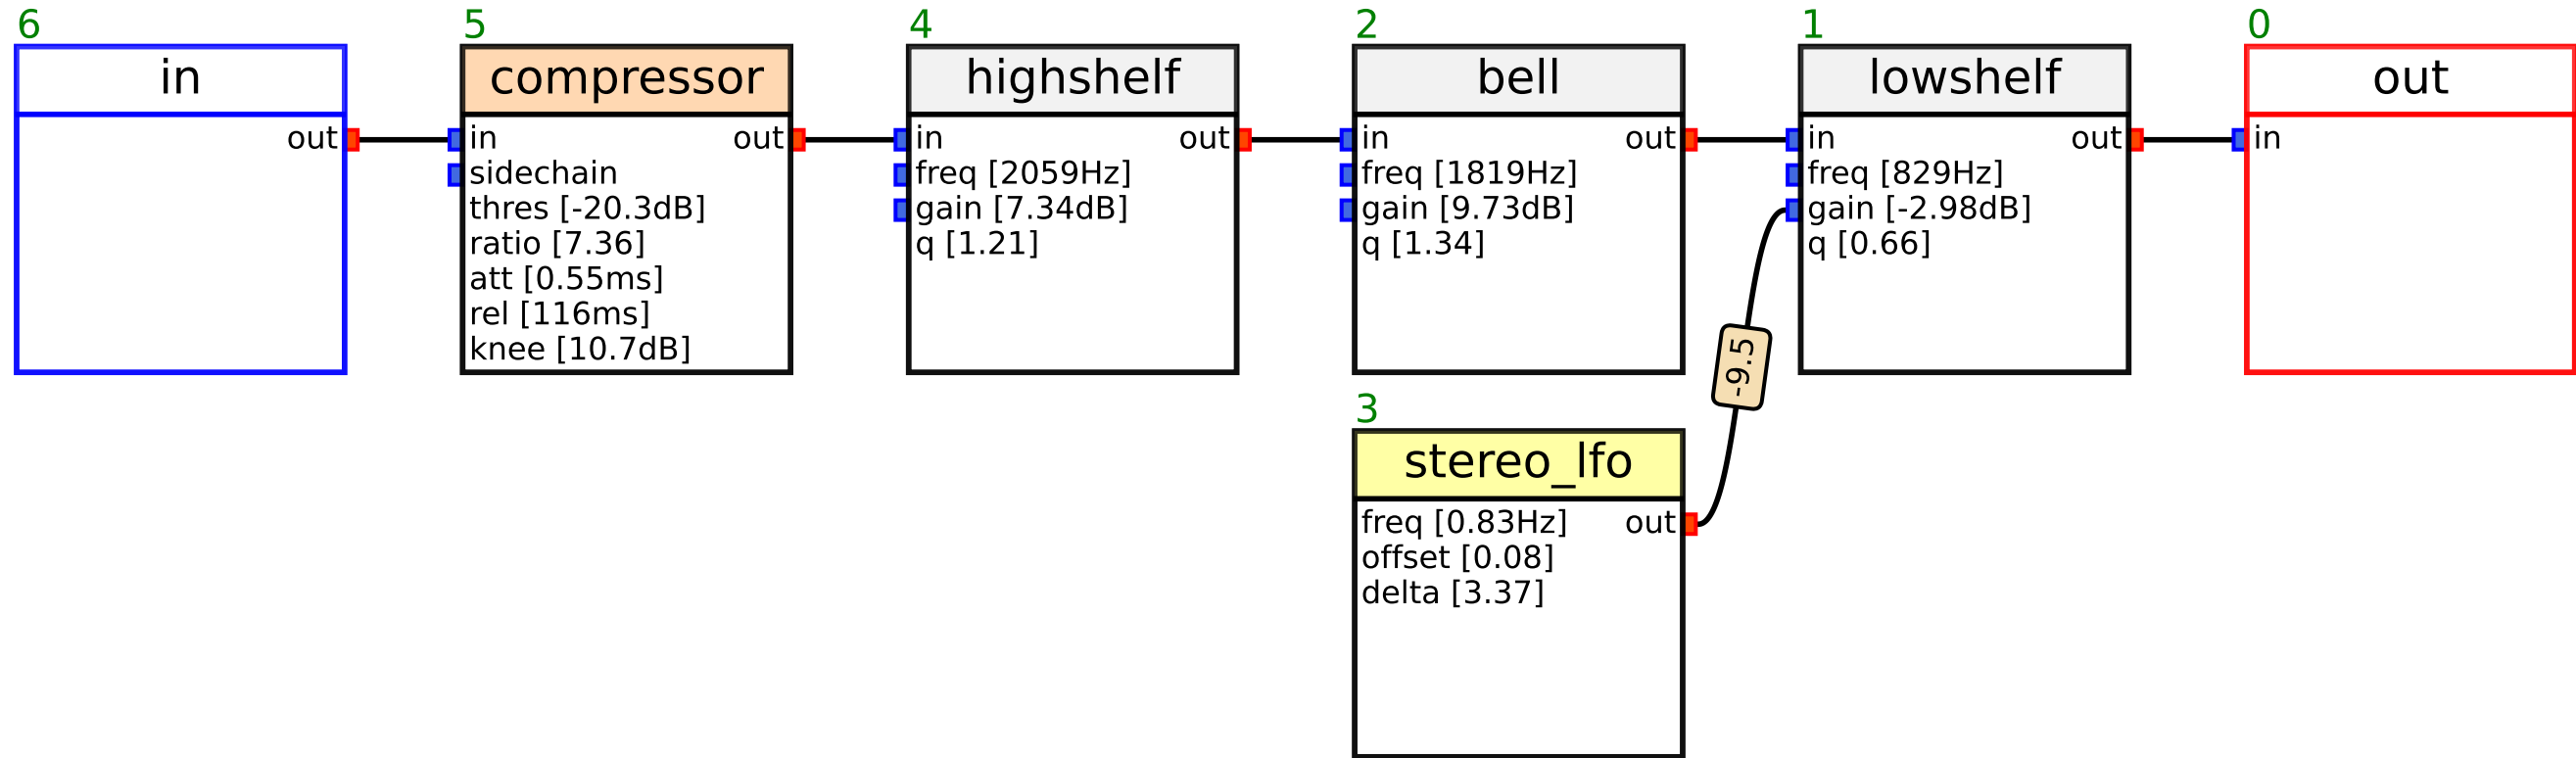 6
in
out
5
compressor
in
out
sidechain
thres [-20.3dB]
ratio [7.36]
att [0.55ms]
rel [116ms]
knee [10.7dB]
4
highshelf
in
out
freq [2059Hz]
gain [7.34dB]
q [1.21]
2
bell
in
out
freq [1819Hz]
gain [9.73dB]
q [1.34]
1
lowshelf
in
out
freq [829Hz]
gain [-2.98dB]
q [0.66]
0
out
in
-9.5
3
stereo_lfo
freq [0.83Hz]
out
offset [0.08]
delta [3.37]